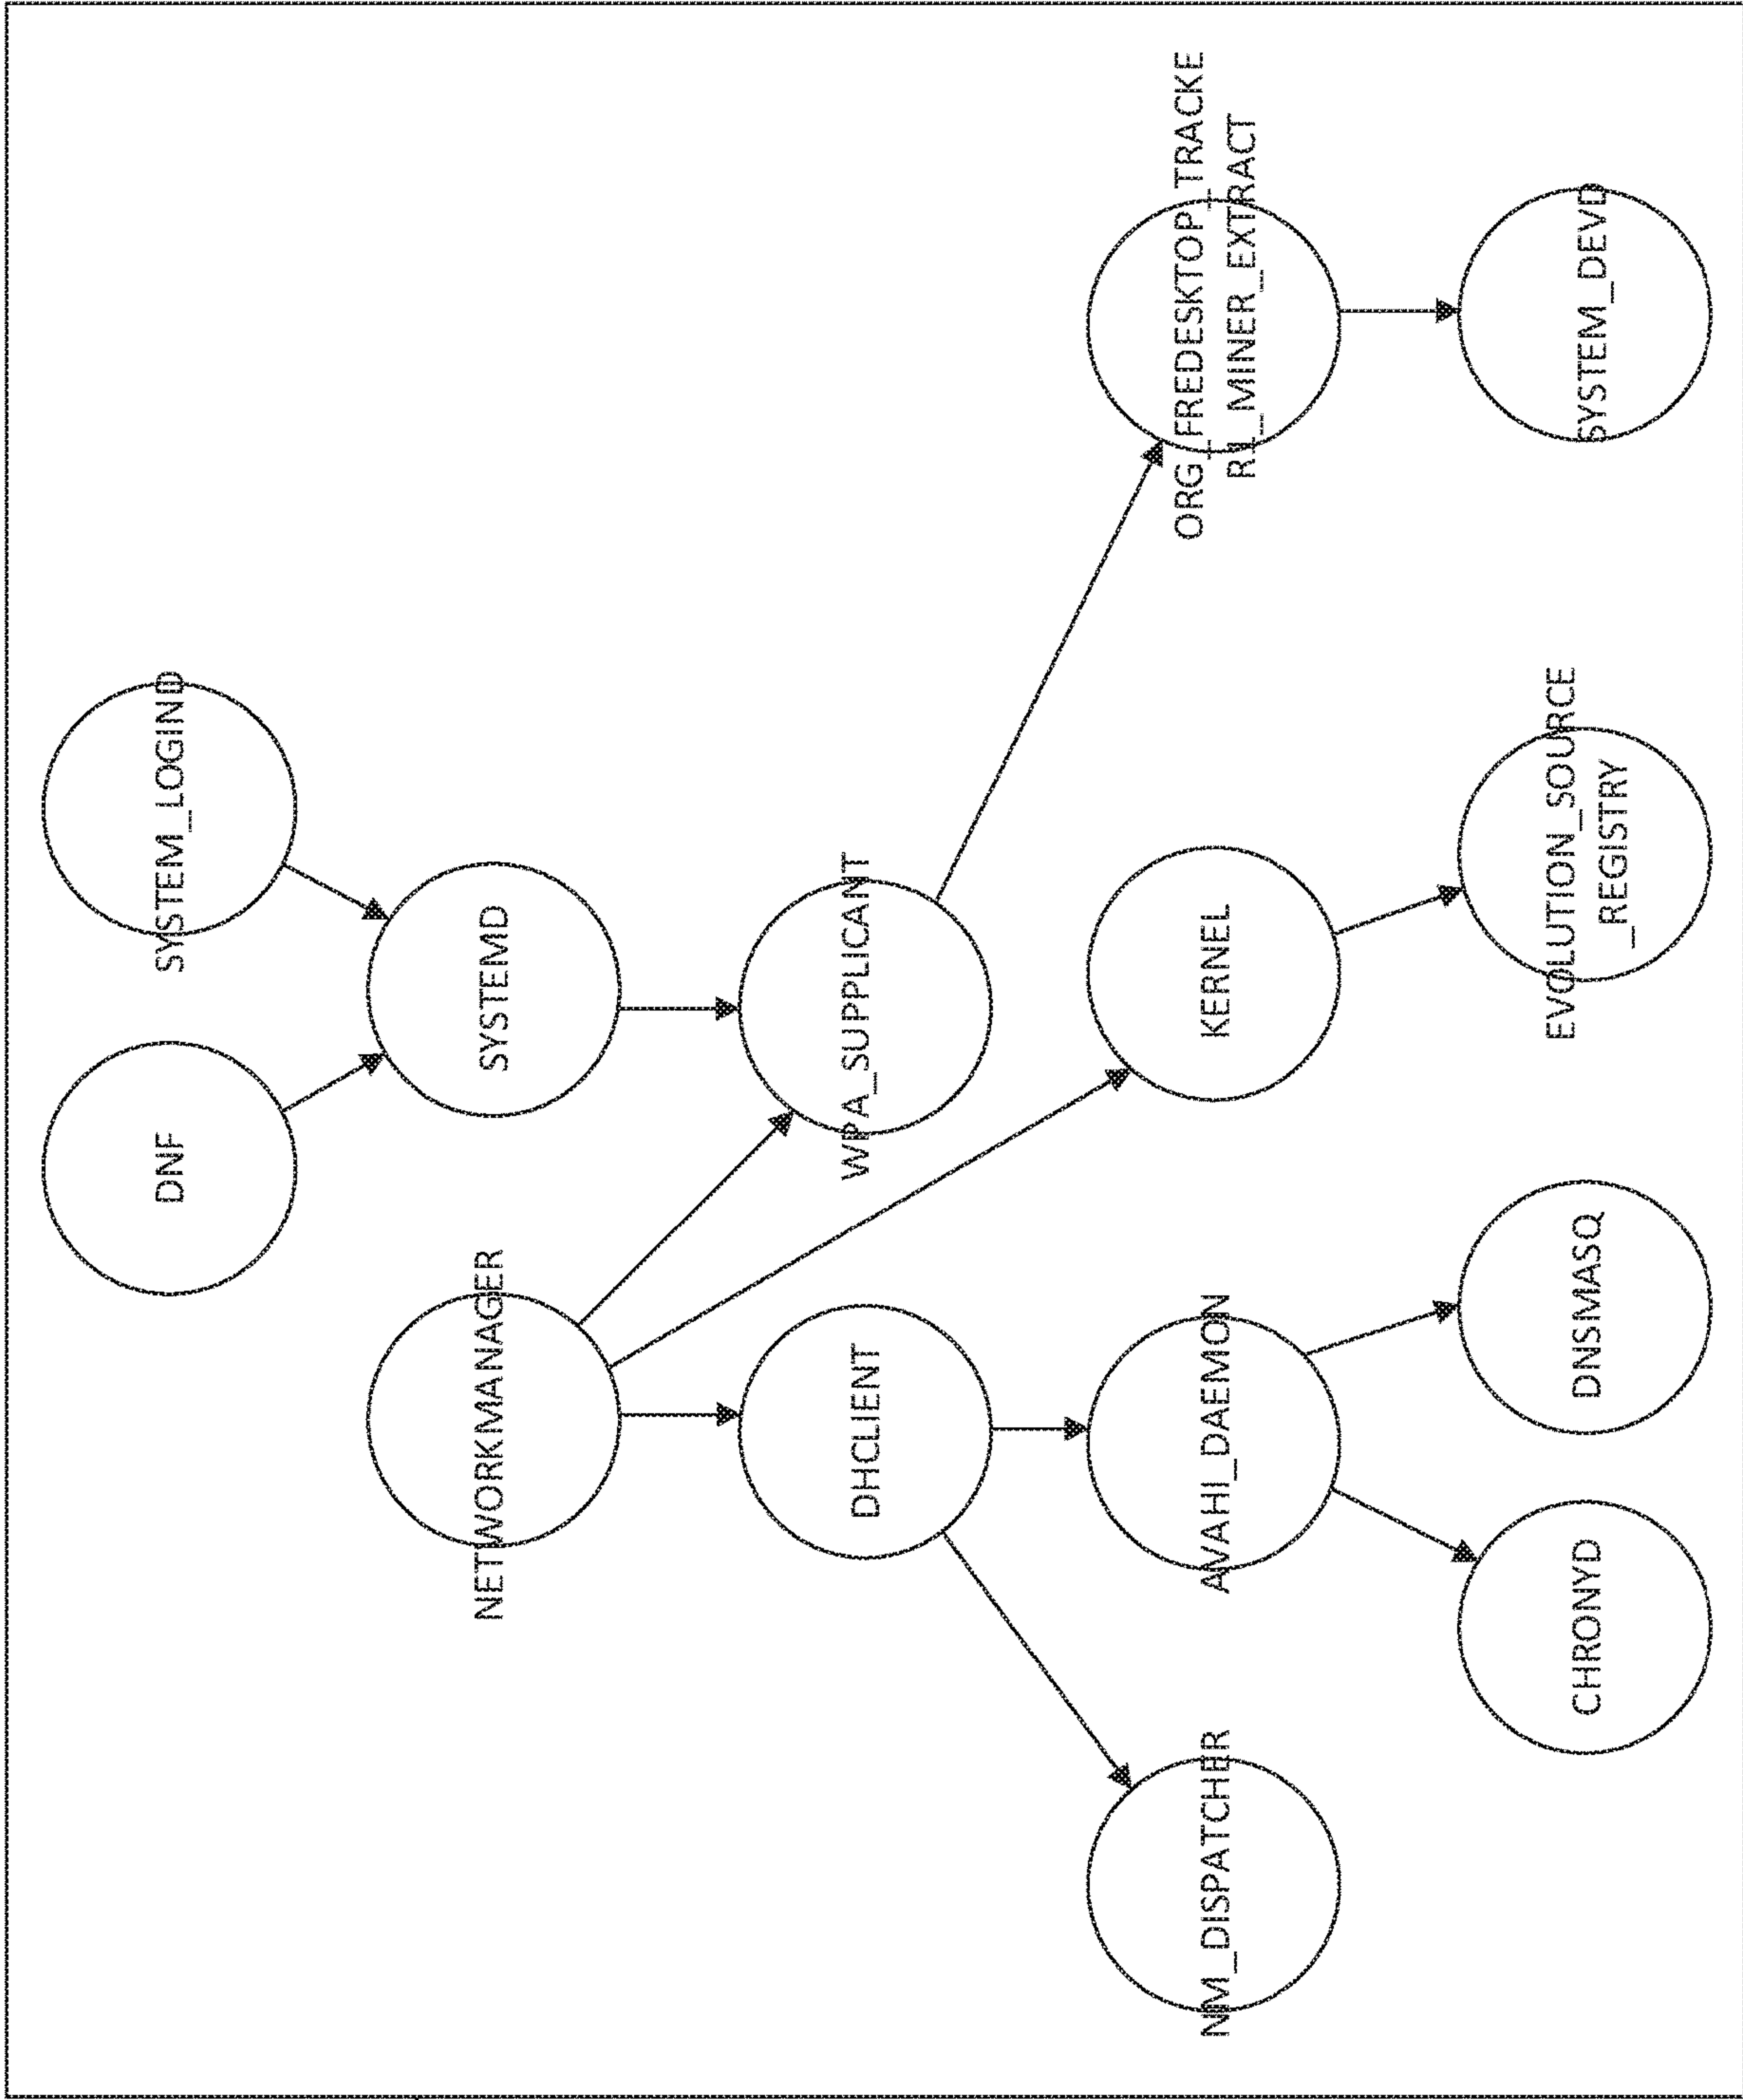 DNF
SYSTEM_LOGIND
NETWORKMANAGER
SYSTEMD
DHCLIENT
WPA_SUPPLICANT
NM_DISPATCHER
AVAHI_DAEMON
KERNEL
ORG_FREDESKTOP_TRACKE
R1_MINER_EXTRACT
CHRONYD
DNSMASQ
EVOLUTION_SOURCE
_REGISTRY
SYSTEM_DEVD